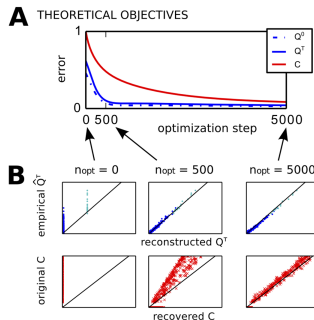 A THEORETICAL OBJECTIVES
1
error
0
Q⁰
Qᵀ
C
0 500 5000
optimization step
B
nopt = 0 nopt = 500 nopt = 5000
empirical Q̂ᵀ
reconstructed Qᵀ
original C
recovered C